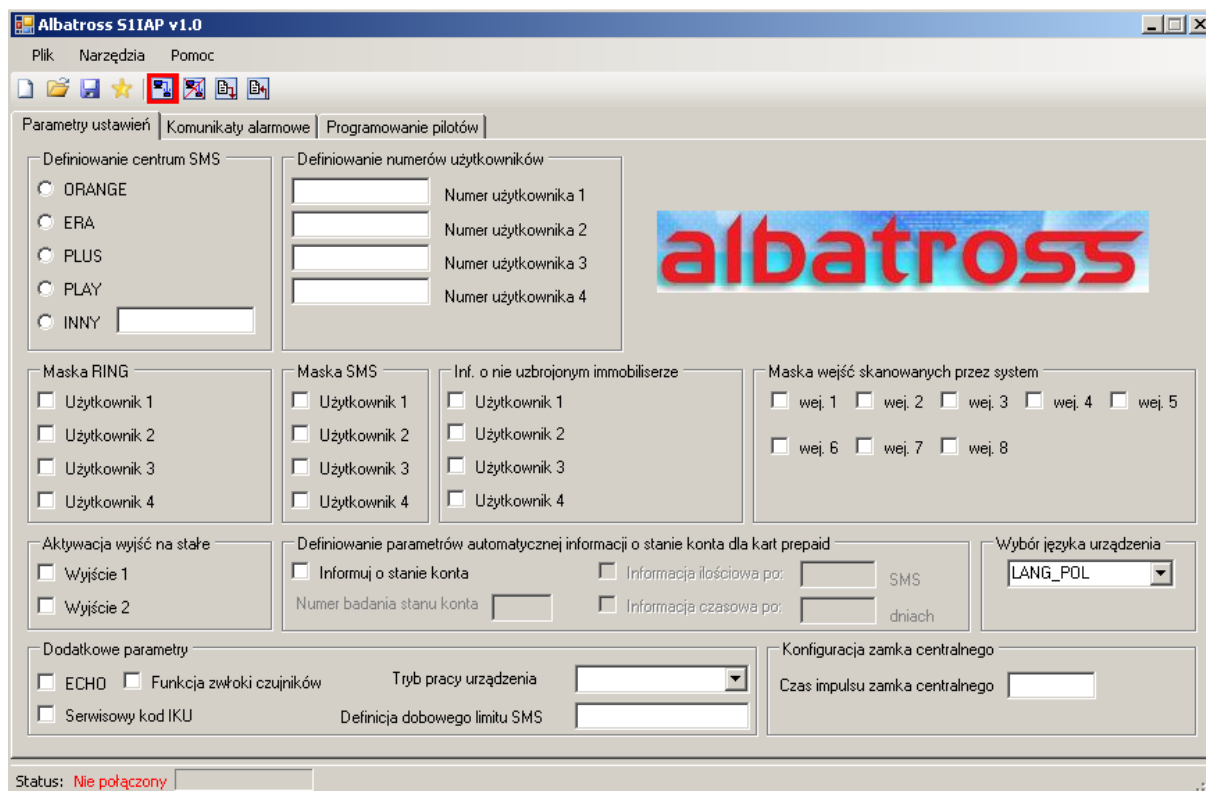 Albatross S1IAP v1.0
Plik Narzędzia Pomoc
Parametry ustawień Komunikaty alarmowe Programowanie pilotów
Definiowanie centrum SMS
ORANGE
ERA
PLUS
PLAY
INNY
Definiowanie numerów użytkowników
Numer użytkownika 1
Numer użytkownika 2
Numer użytkownika 3
Numer użytkownika 4
albatross
Maska RING
Użytkownik 1
Użytkownik 2
Użytkownik 3
Użytkownik 4
Maska SMS
Użytkownik 1
Użytkownik 2
Użytkownik 3
Użytkownik 4
Inf. o nie uzbrojonym immobiliserze
Użytkownik 1
Użytkownik 2
Użytkownik 3
Użytkownik 4
Maska wejść skanowanych przez system
wej. 1 wej. 2 wej. 3 wej. 4 wej. 5
wej. 6 wej. 7 wej. 8
Aktywacja wyjść na stałe
Wyjście 1
Wyjście 2
Definiowanie parametrów automatycznej informacji o stanie konta dla kart prepaid
Informuj o stanie konta Informacja ilościowa po: SMS
Numer badania stanu konta Informacja czasowa po: dniach
Wybór języka urządzenia
LANG_POL
Dodatkowe parametry
ECHO Funkcja zwłoki czujników Tryb pracy urządzenia
Serwisowy kod IKU Definicja dobowego limitu SMS
Konfiguracja zamka centralnego
Czas impulsu zamka centralnego
Status: Nie połączony